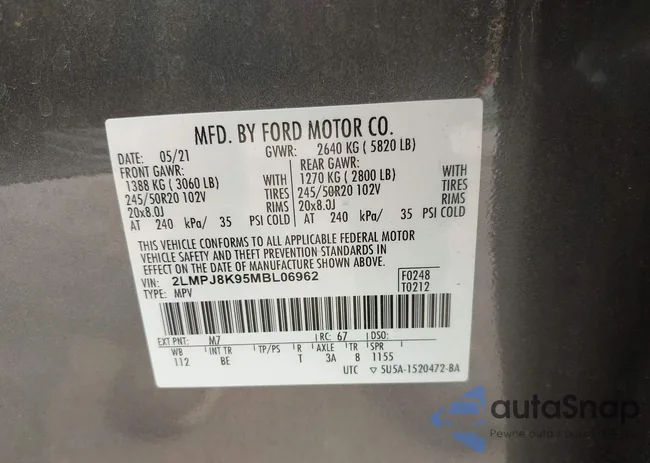 MFD. BY FORD MOTOR CO.
DATE: 05/21 GVWR: 2640 KG ( 5820 LB)
FRONT GAWR: REAR GAWR:
1388 KG ( 3060 LB) WITH 1270 KG ( 2800 LB) WITH
245/50R20 102V TIRES 245/50R20 102V TIRES
20x8.0J RIMS 20x8.0J RIMS
AT 240 kPa/ 35 PSI COLD AT 240 kPa/ 35 PSI COLD
THIS VEHICLE CONFORMS TO ALL APPLICABLE FEDERAL MOTOR
VEHICLE SAFETY AND THEFT PREVENTION STANDARDS IN
EFFECT ON THE DATE OF MANUFACTURE SHOWN ABOVE.
VIN: 2LMPJ8K95MBL06962 F0248
TYPE: MPV T0212
EXT PNT: M7 RC: 67 DSO:
WB INT TR TP/PS R AXLE TR SPR
112 BE T 3A 8 1155
UTC ▽ 5U5A-1520472-BA
autaSnap
Pewne auta z